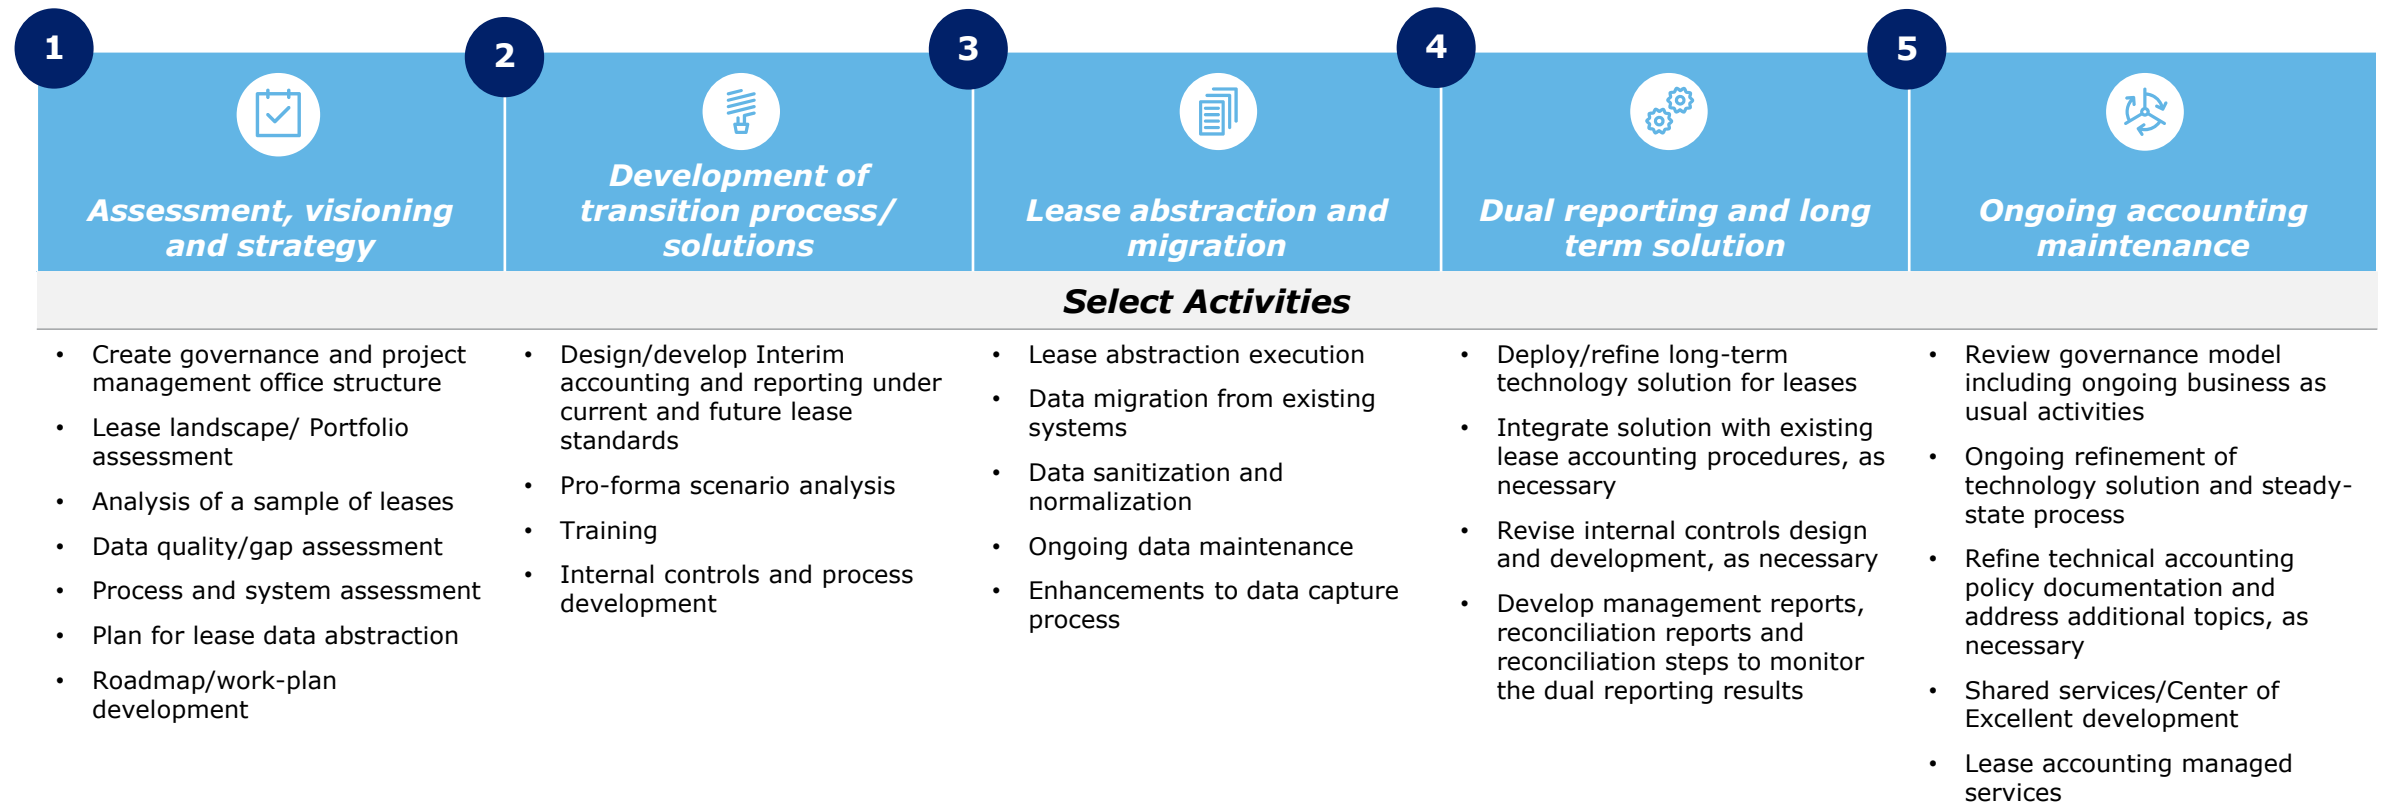 1
Assessment, visioning
and strategy
2
Development of
transition process/
solutions
3
Lease abstraction and
migration
4
Dual reporting and long
term solution
5
Ongoing accounting
maintenance
Select Activities
• Create governance and project
management office structure
• Lease landscape/ Portfolio
assessment
• Analysis of a sample of leases
• Data quality/gap assessment
• Process and system assessment
• Plan for lease data abstraction
• Roadmap/work-plan
development
• Design/develop Interim
accounting and reporting under
current and future lease
standards
• Pro-forma scenario analysis
• Training
• Internal controls and process
development
• Lease abstraction execution
• Data migration from existing
systems
• Data sanitization and
normalization
• Ongoing data maintenance
• Enhancements to data capture
process
• Deploy/refine long-term
technology solution for leases
• Integrate solution with existing
lease accounting procedures, as
necessary
• Revise internal controls design
and development, as necessary
• Develop management reports,
reconciliation reports and
reconciliation steps to monitor
the dual reporting results
• Review governance model
including ongoing business as
usual activities
• Ongoing refinement of
technology solution and steady-
state process
• Refine technical accounting
policy documentation and
address additional topics, as
necessary
• Shared services/Center of
Excellent development
• Lease accounting managed
services